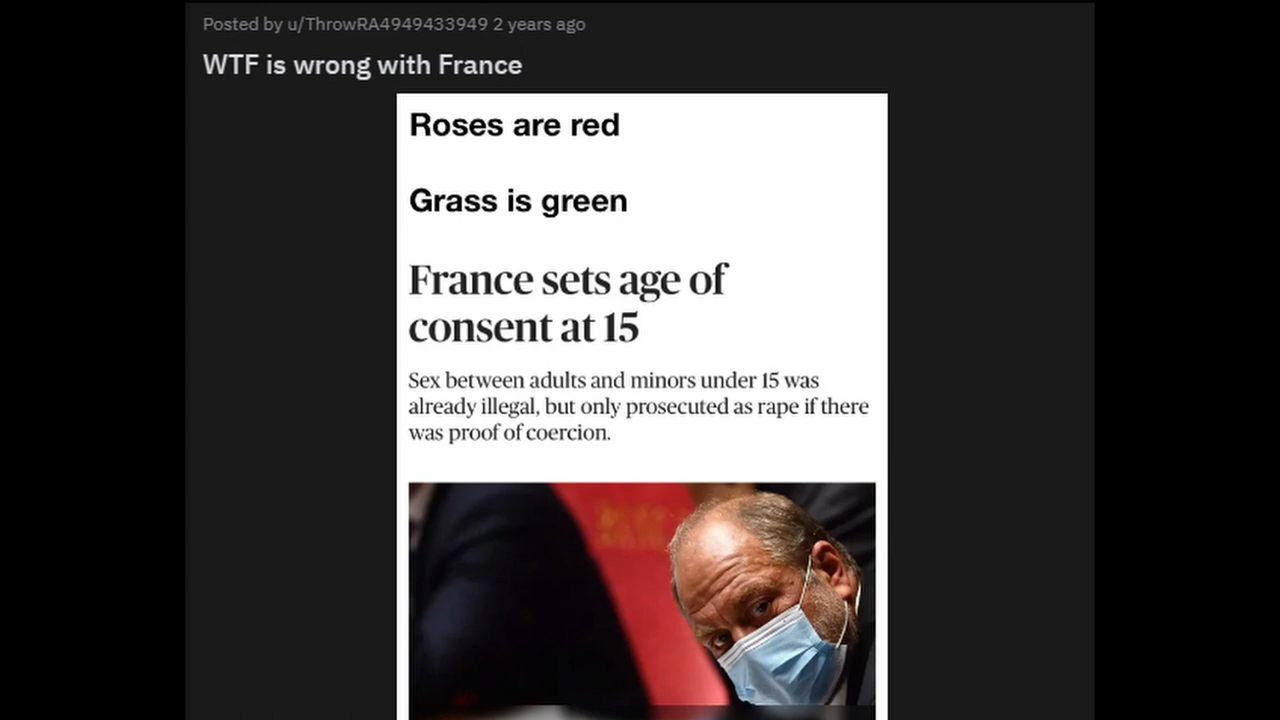 Posted by u/ThrowRA4949433949 2 years ago
WTF is wrong with France
Roses are red
Grass is green
France sets age of
consent at 15
Sex between adults and minors under 15 was
already illegal, but only prosecuted as rape if there
was proof of coercion.